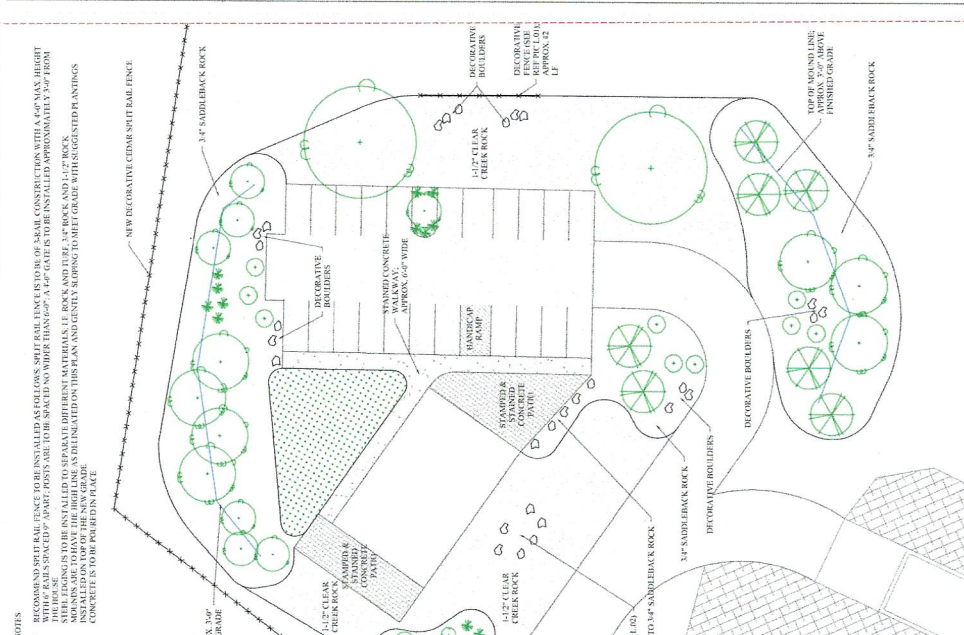 NOTES
RECOMMEND SPLIT RAIL FENCE TO BE INSTALLED AS FOLLOWS: SPLIT RAIL FENCE IS TO BE OF 3-RAIL CONSTRUCTION WITH A 4'-0" MAX. HEIGHT
WITH 6' RAILS SPACED 9" APART; POSTS ARE TO BE SPACED NO WIDER THAN 6'-0". A 4'-0" GATE IS TO BE INSTALLED APPROXIMATELY 3'-0" FROM
THE HOUSE
STEEL EDGING IS TO BE INSTALLED TO SEPARATE DIFFERENT MATERIALS, I.E. ROCK AND TURF, 3/4" ROCK AND 1-1/2" ROCK
MOUNDS ARE TO HAVE THE HIGH LINE AS DELINEATED ON THIS PLAN AND GENTLY SLOPING TO MEET GRADE WITH SUGGESTED PLANTINGS
INSTALLED ON TOP OF THE NEW GRADE
CONCRETE IS TO BE POURED IN PLACE
NEW DECORATIVE CEDAR SPLIT RAIL FENCE
3/4" SADDLEBACK ROCK
DECORATIVE
BOULDERS
DECORATIVE
FENCE (SEE
REF PIC L.01);
APPROX. 42
LF
1-1/2" CLEAR
CREEK ROCK
TOP OF MOUND LINE;
APPROX. 3'-0" ABOVE
FINISHED GRADE
3/4" SADDLEBACK ROCK
DECORATIVE
BOULDERS
STAINED CONCRETE
WALKWAY;
APPROX. 6'-0" WIDE
HANDICAP
RAMP
STAMPED &
STAINED
CONCRETE
PATIO
DECORATIVE BOULDERS
DECORATIVE BOULDERS
3/4" SADDLEBACK ROCK
X. 3'-0"
GRADE
1-1/2" CLEAR
CREEK ROCK
STAMPED &
STAINED
CONCRETE
PATIO
1-1/2" CLEAR
CREEK ROCK
L.02)
TO 3/4" SADDLEBACK ROCK